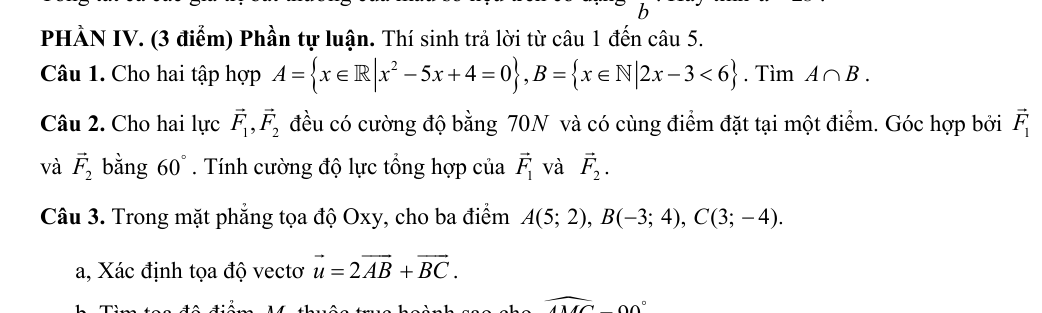 b
PHẦN IV. (3 điểm) Phần tự luận. Thí sinh trả lời từ câu 1 đến câu 5.
Câu 1. Cho hai tập hợp A = {x ∈ ℝ|x² − 5x + 4 = 0}, B = {x ∈ ℕ|2x − 3 < 6}. Tìm A ∩ B.
Câu 2. Cho hai lực F⃗₁, F⃗₂ đều có cường độ bằng 70N và có cùng điểm đặt tại một điểm. Góc hợp bởi F⃗₁
và F⃗₂ bằng 60°. Tính cường độ lực tổng hợp của F⃗₁ và F⃗₂.
Câu 3. Trong mặt phẳng tọa độ Oxy, cho ba điểm A(5; 2), B(−3; 4), C(3; −4).
a, Xác định tọa độ vectơ u⃗ = 2AB⃗ + BC⃗.